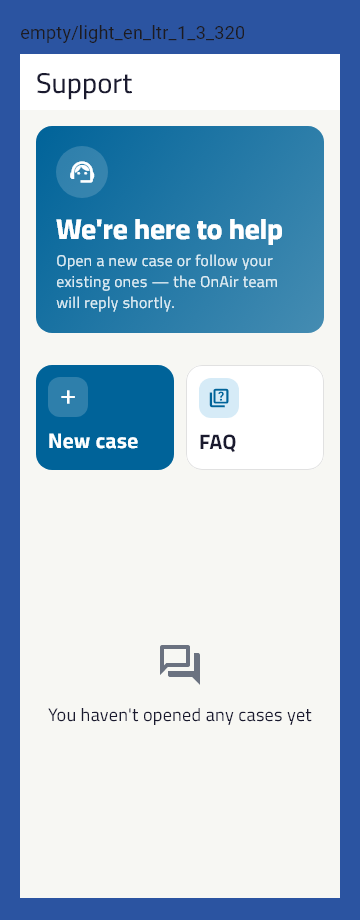 empty/light_en_ltr_1_3_320
Support
We're here to help
Open a new case or follow your
existing ones — the OnAir team
will reply shortly.
New case
FAQ
You haven't opened any cases yet